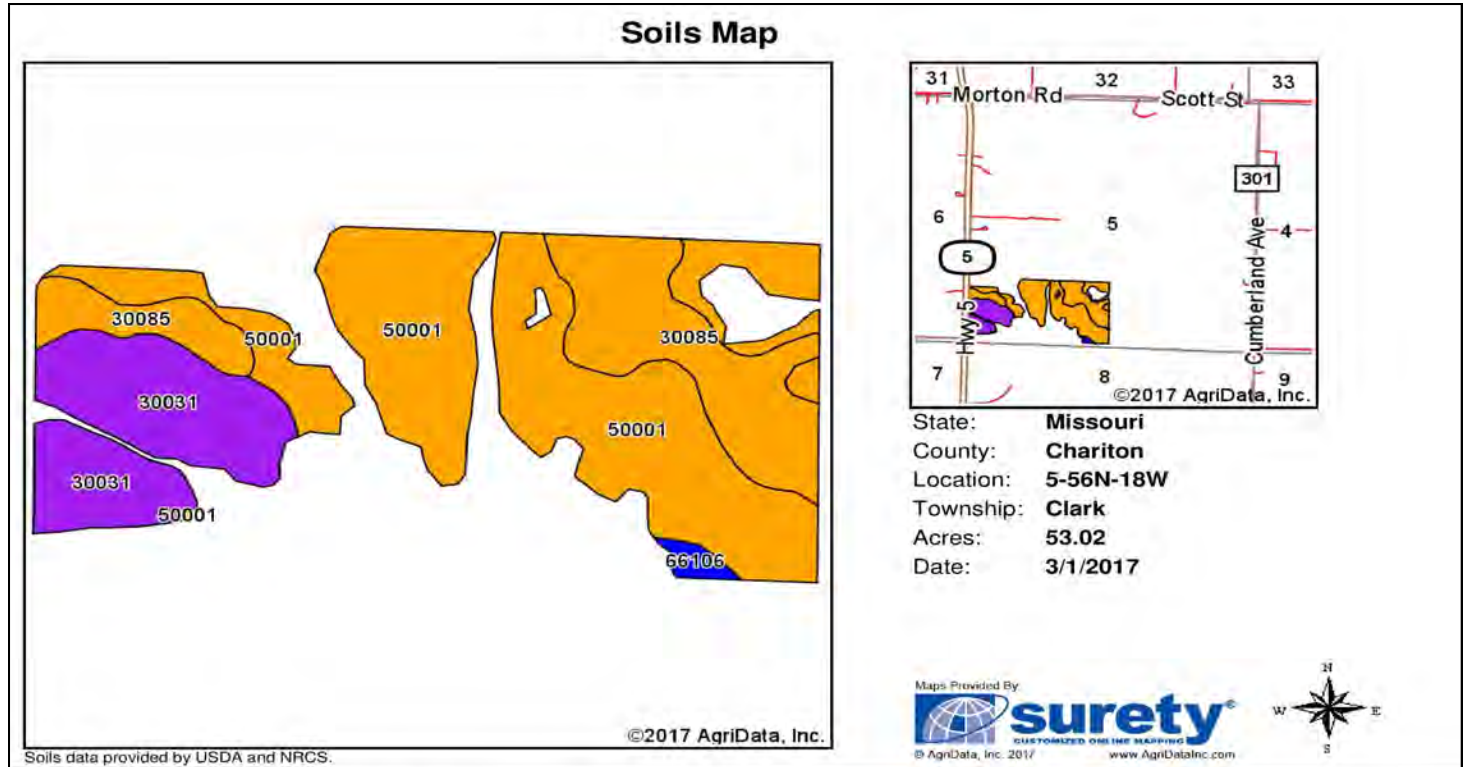 Soils Map
30085
50001
50001
30085
30031
50001
30031
50001
66106
©2017 AgriData, Inc.
Soils data provided by USDA and NRCS.
31
32
33
Morton Rd
Scott St
301
6
5
4
5
Hwy 5
Cumberland-Ave
7
8
9
©2017 AgriData, Inc.
State: Missouri
County: Chariton
Location: 5-56N-18W
Township: Clark
Acres: 53.02
Date: 3/1/2017
Maps Provided By:
surety®
CUSTOMIZED ONLINE MAPPING
© AgriData, Inc. 2017 www.AgriDataInc.com
N
W E
S